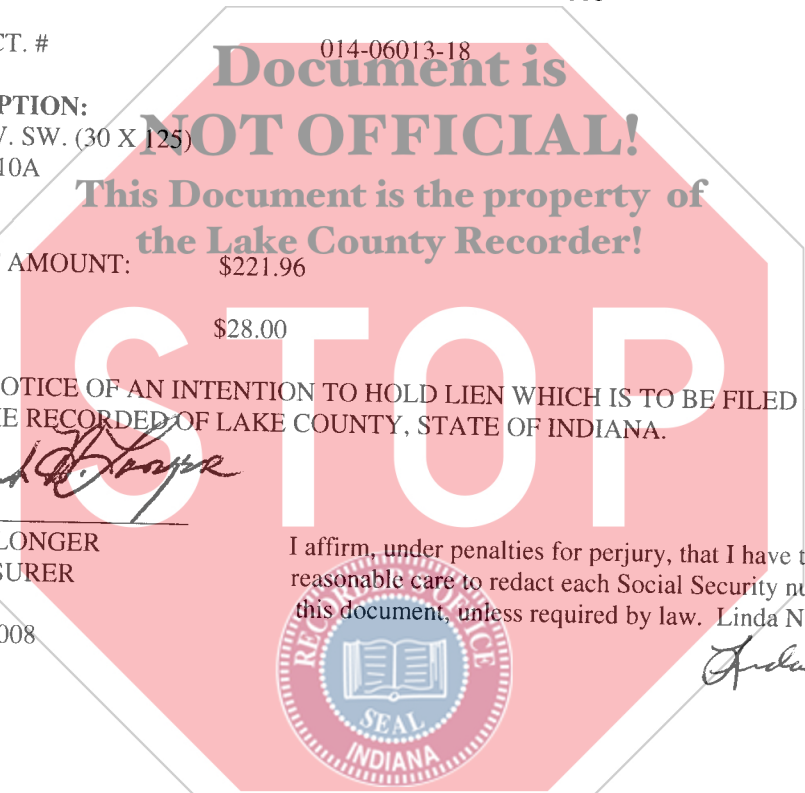 CT. # 014-06013-18
Document is
PTION:
NOT OFFICIAL!
. SW. (30 X 125)
10A
This Document is the property of
the Lake County Recorder!
AMOUNT: $221.96
$28.00
STOP
OTICE OF AN INTENTION TO HOLD LIEN WHICH IS TO BE FILED
E RECORDED OF LAKE COUNTY, STATE OF INDIANA.
LONGER
SURER
I affirm, under penalties for perjury, that I have t
reasonable care to redact each Social Security nu
this document, unless required by law. Linda N
008
RECORDER'S OFFICE
SEAL
INDIANA